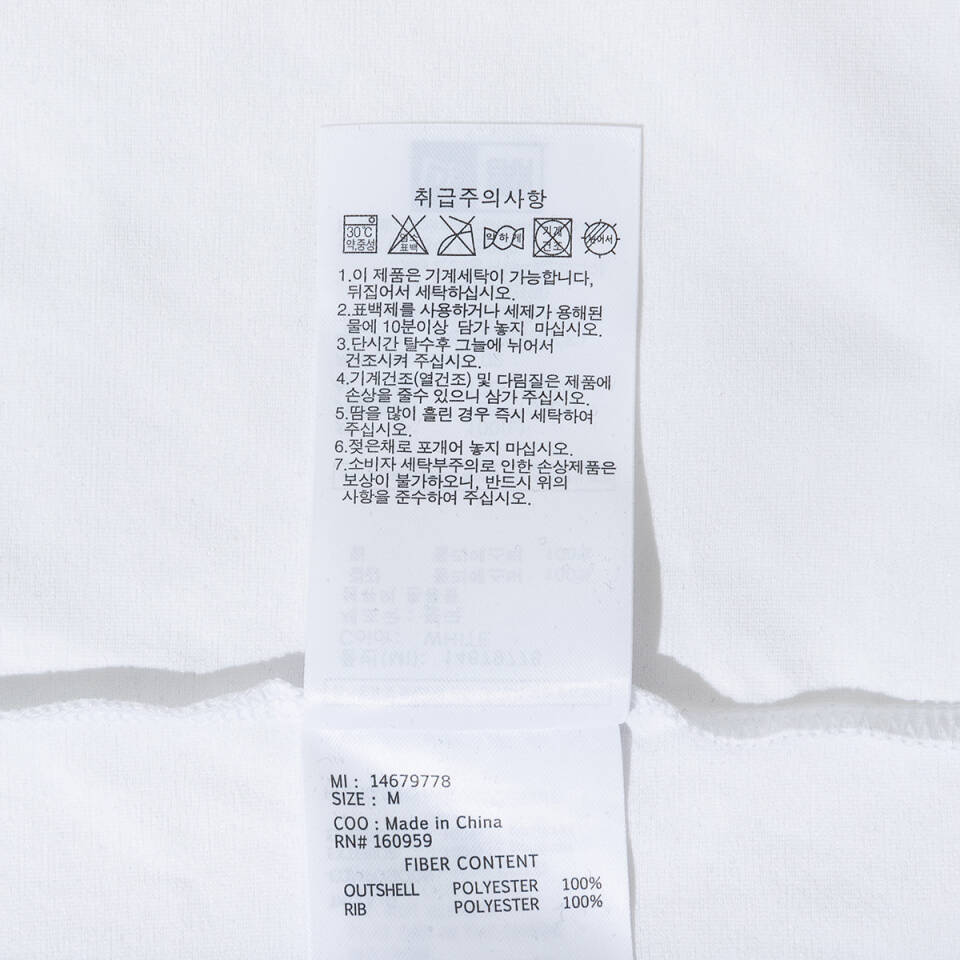 취급주의사항
30℃
약,중성
염소
표백
약하게
기계
건조
뉘어서
1.이 제품은 기계세탁이 가능합니다,
뒤집어서 세탁하십시오.
2.표백제를 사용하거나 세제가 용해된
물에 10분이상 담가 놓지 마십시오.
3.단시간 탈수후 그늘에 뉘어서
건조시켜 주십시오.
4.기계건조(열건조) 및 다림질은 제품에
손상을 줄수 있으니 삼가 주십시오.
5.땀을 많이 흘린 경우 즉시 세탁하여
주십시오.
6.젖은채로 포개어 놓지 마십시오.
7.소비자 세탁부주의로 인한 손상제품은
보상이 불가하오니, 반드시 위의
사항을 준수하여 주십시오.
MI : 14679778
SIZE : M
COO : Made in China
RN# 160959
FIBER CONTENT
OUTSHELL POLYESTER 100%
RIB POLYESTER 100%